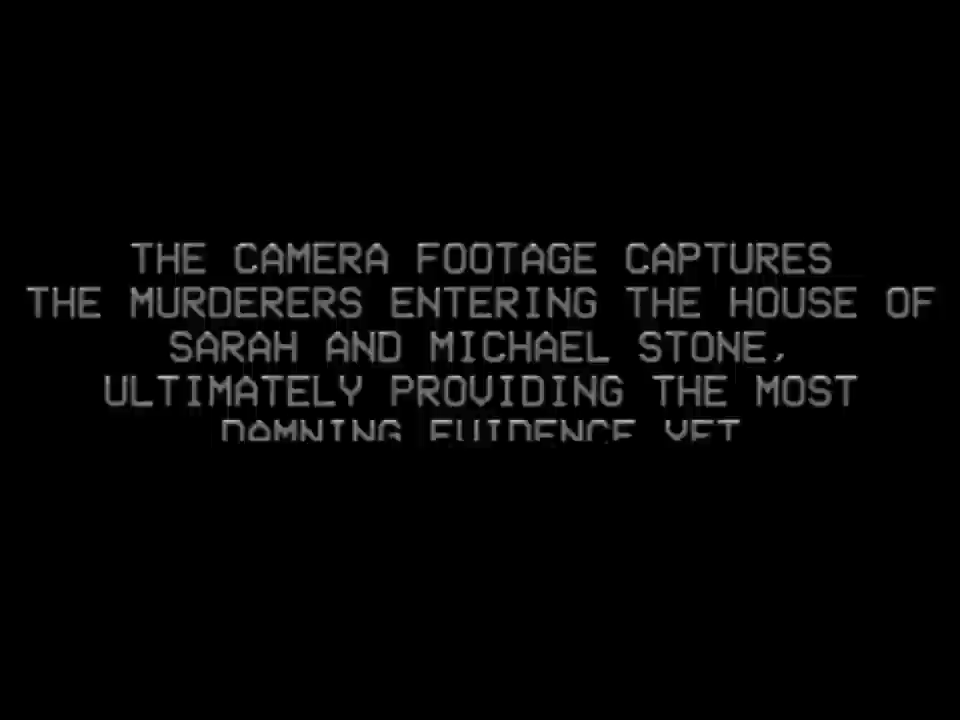 THE CAMERA FOOTAGE CAPTURES
THE MURDERERS ENTERING THE HOUSE OF
SARAH AND MICHAEL STONE,
ULTIMATELY PROVIDING THE MOST
DAMNING EVIDENCE YET